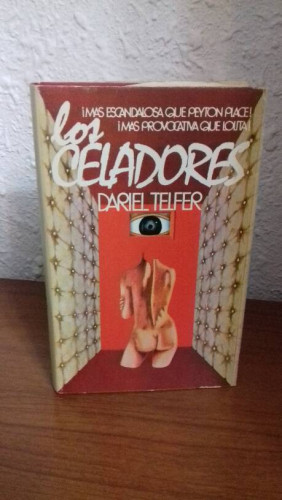 ¡MAS ESCANDALOSA QUE PEYTON PLACE!
¡MAS PROVOCATIVA QUE LOLITA!
los
CELADORES
DARIEL TELFER